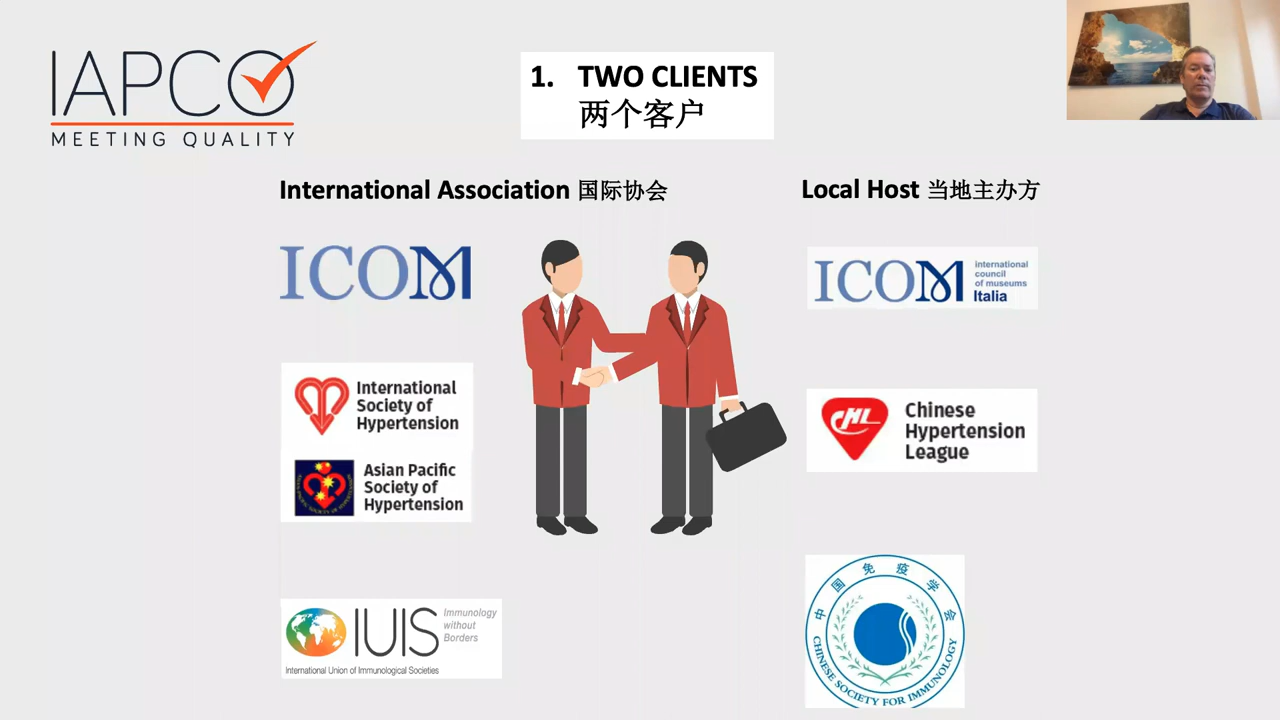 IAPCO
MEETING QUALITY
1. TWO CLIENTS
两个客户
International Association 国际协会
Local Host 当地主办方
ICOM
ICOM
international
council
of museums
Italia
International
Society of
Hypertension
Asian Pacific
Society of
Hypertension
CHL
Chinese
Hypertension
League
IUIS
Immunology
without
Borders
International Union of Immunological Societies
中国免疫学会
CHINESE SOCIETY FOR IMMUNOLOGY